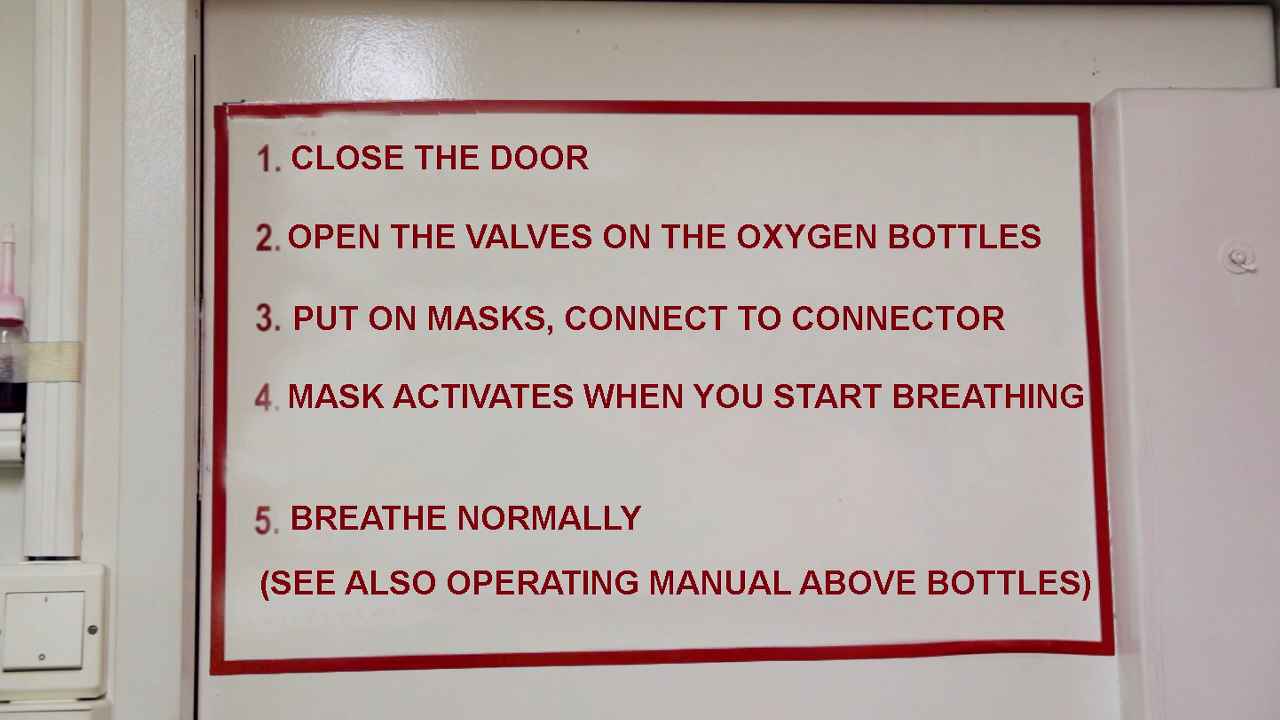 1. CLOSE THE DOOR
2. OPEN THE VALVES ON THE OXYGEN BOTTLES
3. PUT ON MASKS, CONNECT TO CONNECTOR
4. MASK ACTIVATES WHEN YOU START BREATHING
5. BREATHE NORMALLY
(SEE ALSO OPERATING MANUAL ABOVE BOTTLES)